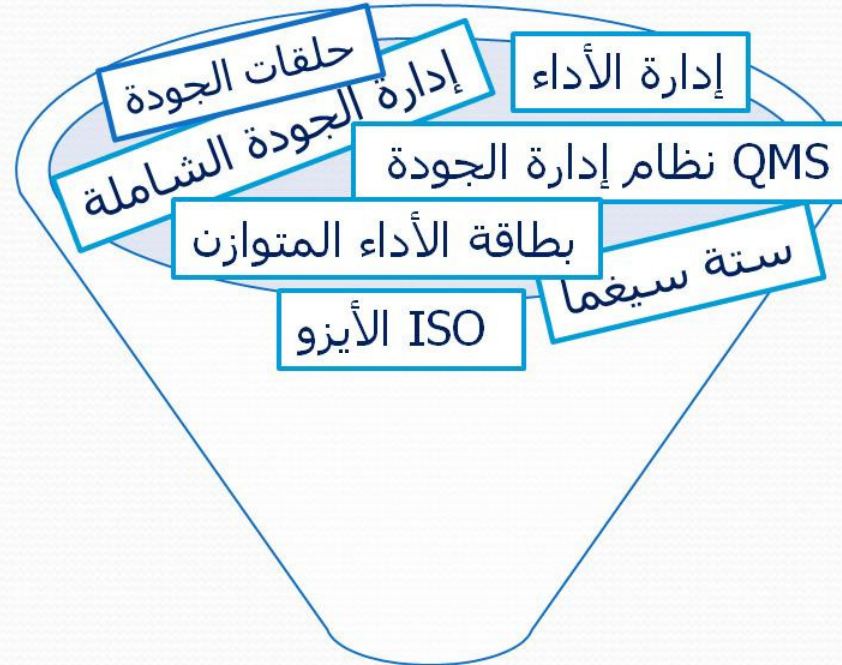 حلقات الجودة
إدارة الأداء
إدارة الجودة الشاملة
QMS نظام إدارة الجودة
بطاقة الأداء المتوازن
ستة سيغما
ISO الأيزو